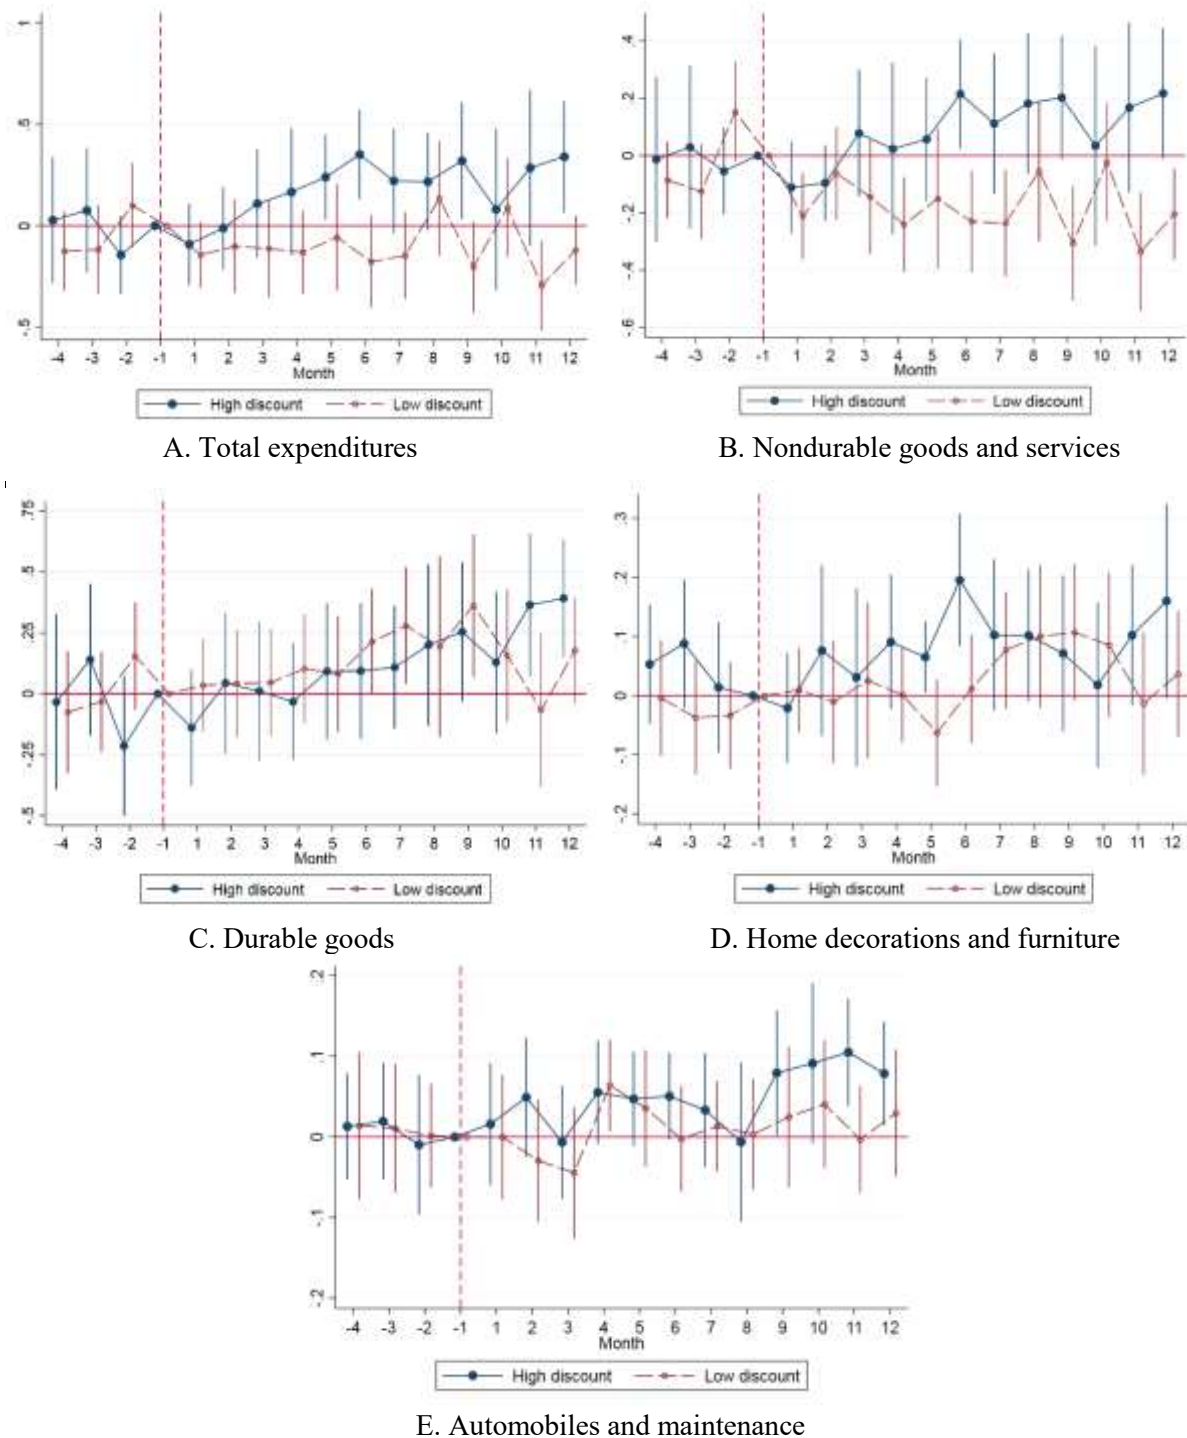 1
.5
0
-.5
-4 -3 -2 -1 1 2 3 4 5 6 7 8 9 10 11 12
Month
High discount Low discount
A. Total expenditures
.4
.2
0
-.2
-.4
-.6
-4 -3 -2 -1 1 2 3 4 5 6 7 8 9 10 11 12
Month
High discount Low discount
B. Nondurable goods and services
.75
.5
.25
0
-.25
-.5
-4 -3 -2 -1 1 2 3 4 5 6 7 8 9 10 11 12
Month
High discount Low discount
C. Durable goods
.3
.2
.1
0
-.1
-.2
-4 -3 -2 -1 1 2 3 4 5 6 7 8 9 10 11 12
Month
High discount Low discount
D. Home decorations and furniture
.2
.1
0
-.1
-.2
-4 -3 -2 -1 1 2 3 4 5 6 7 8 9 10 11 12
Month
High discount Low discount
E. Automobiles and maintenance